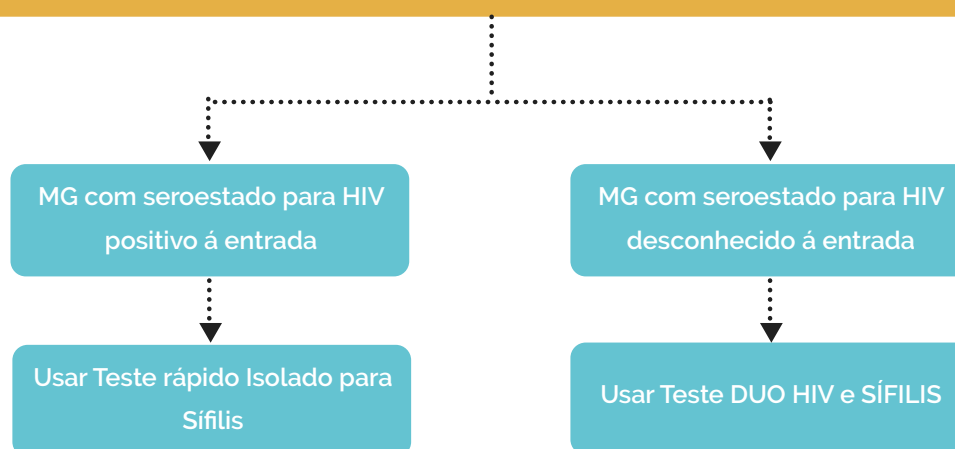 MG com seroestado para HIV
positivo á entrada
MG com seroestado para HIV
desconhecido á entrada
Usar Teste rápido Isolado para
Sífilis
Usar Teste DUO HIV e SÍFILIS